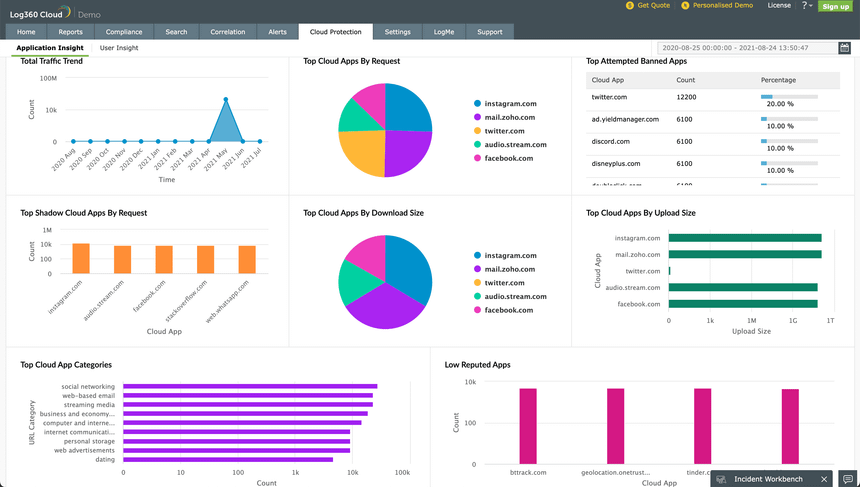 Log360 Cloud | Demo
Get Quote Personalised Demo License ? Sign up
Home Reports Compliance Search Correlation Alerts Cloud Protection Settings LogMe Support
Application Insight User Insight
2020-08-25 00:00:00 - 2021-08-24 13:50:47
Total Traffic Trend
100M
10k
0
Count
2020 Aug 2020 Sep 2020 Oct 2020 Nov 2020 Dec 2021 Jan 2021 Feb 2021 Mar 2021 Apr 2021 May 2021 Jun 2021 Jul
Time
Top Cloud Apps By Request
instagram.com
mail.zoho.com
twitter.com
audio.stream.com
facebook.com
Top Attempted Banned Apps
Cloud App Count Percentage
twitter.com 12200 20.00 %
ad.yieldmanager.com 6100 10.00 %
discord.com 6100 10.00 %
disneyplus.com 6100 10.00 %
Top Shadow Cloud Apps By Request
1M
10k
100
0
Count
instagram.com audio.stream.com facebook.com stackoverflow.com web.whatsapp.com
Cloud App
Top Cloud Apps By Download Size
instagram.com
mail.zoho.com
twitter.com
audio.stream.com
facebook.com
Top Cloud Apps By Upload Size
Cloud App
instagram.com
mail.zoho.com
twitter.com
audio.stream.com
facebook.com
0 1k 1M 1G 1T
Upload Size
Top Cloud App Categories
URL Category
social networking
web-based email
streaming media
business and economy...
computer and interne...
internet communicati...
personal storage
web advertisements
dating
0 10 100 1k 10k 100k
Count
Low Reputed Apps
10k
100
0
Count
bttrack.com geolocation.onetrust... tinder.c
Cloud App
Incident Workbench